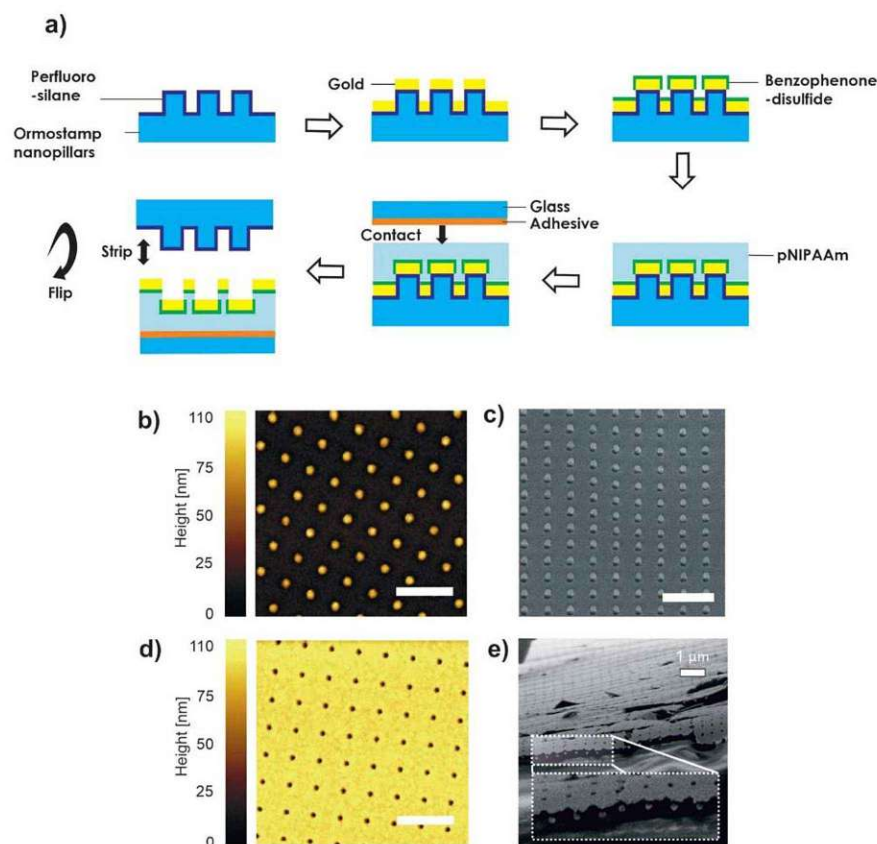 a)
Perfluoro
-silane
Ormostamp
nanopillars
Gold
Benzophenone
-disulfide
Glass
Adhesive
Contact
Strip
Flip
pNIPAAm
b)
110
75
50
25
0
Height [nm]
c)
d)
110
75
50
25
0
Height [nm]
e)
1 µm